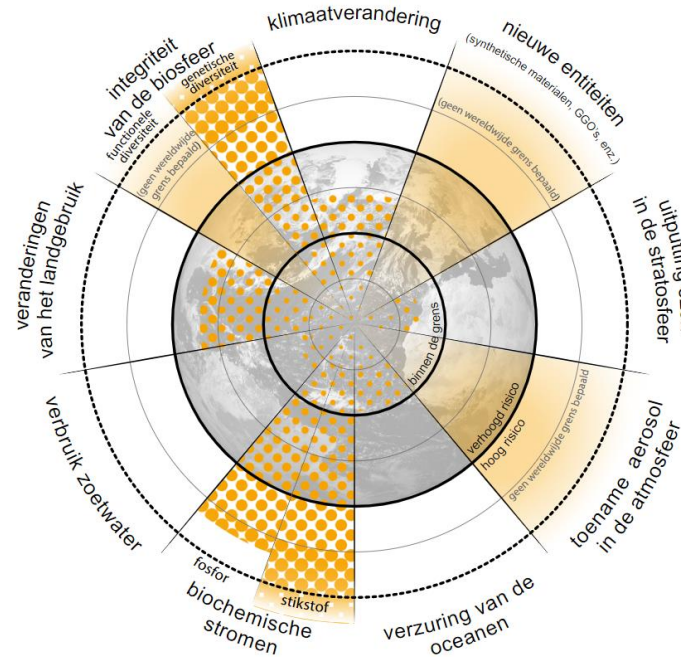 klimaatverandering
nieuwe entiteiten
(synthetische materialen, GGO's, enz.)
(geen wereldwijde grens bepaald)
uitputting
in de stratosfeer
toename aerosol
in de atmosfeer
geen wereldwijde grens bepaald
verhoogd risico
hoog risico
binnen de grens
verzuring van de
oceanen
biochemische
stromen
stikstof
fosfor
verbruik zoetwater
veranderingen
van het landgebruik
integriteit
van de biosfeer
functionele
diversiteit
(geen wereldwijde
grens bepaald)
genetische
diversiteit